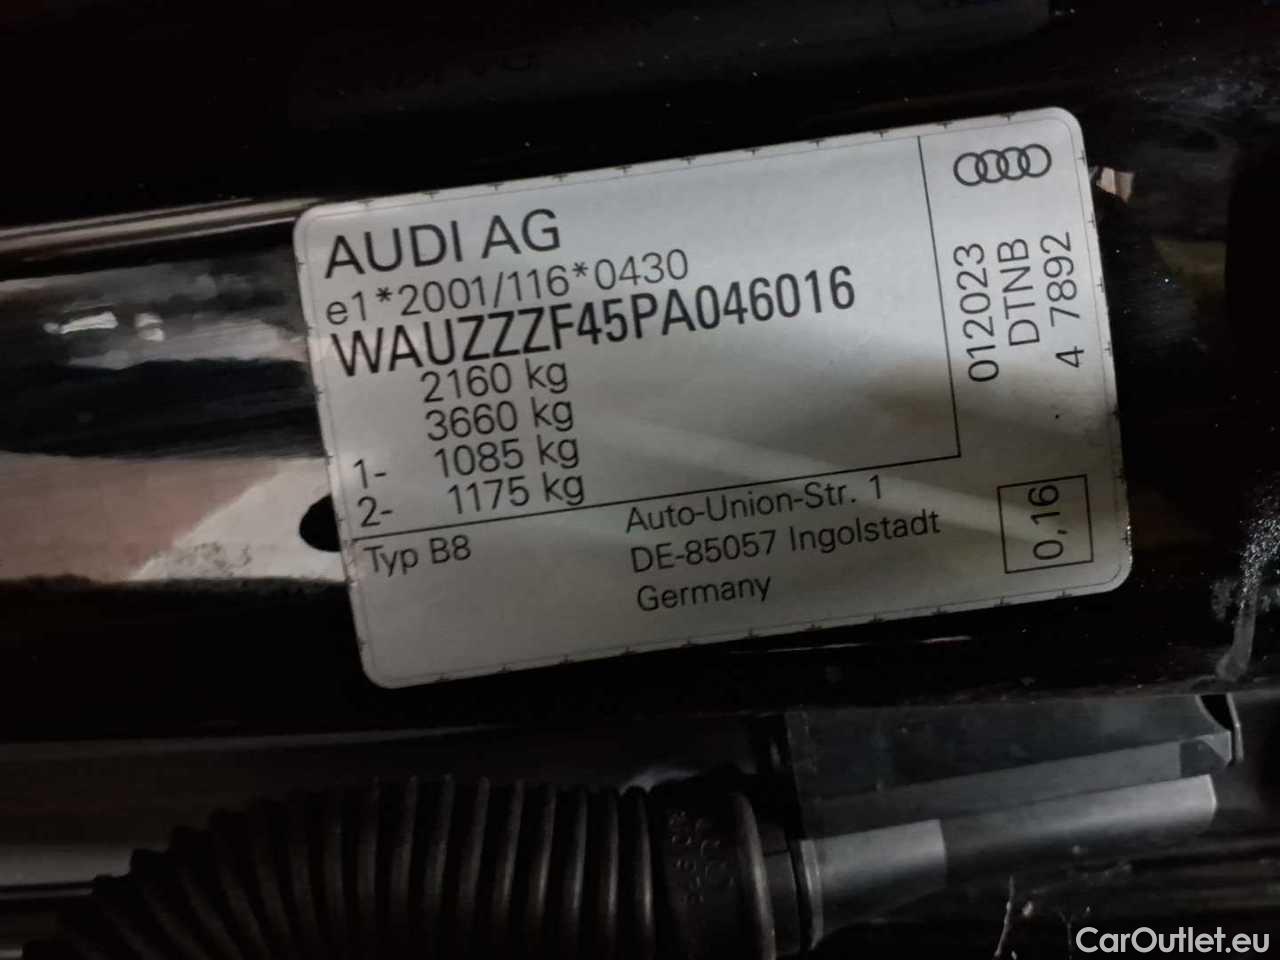 AUDI AG
e1*2001/116*0430
WAUZZZF45PA046016
2160 kg
3660 kg
1- 1085 kg
2- 1175 kg
Typ B8
Auto-Union-Str. 1
DE-85057 Ingolstadt
Germany
012023
DTNB
4 7892
0,16
CarOutlet.eu